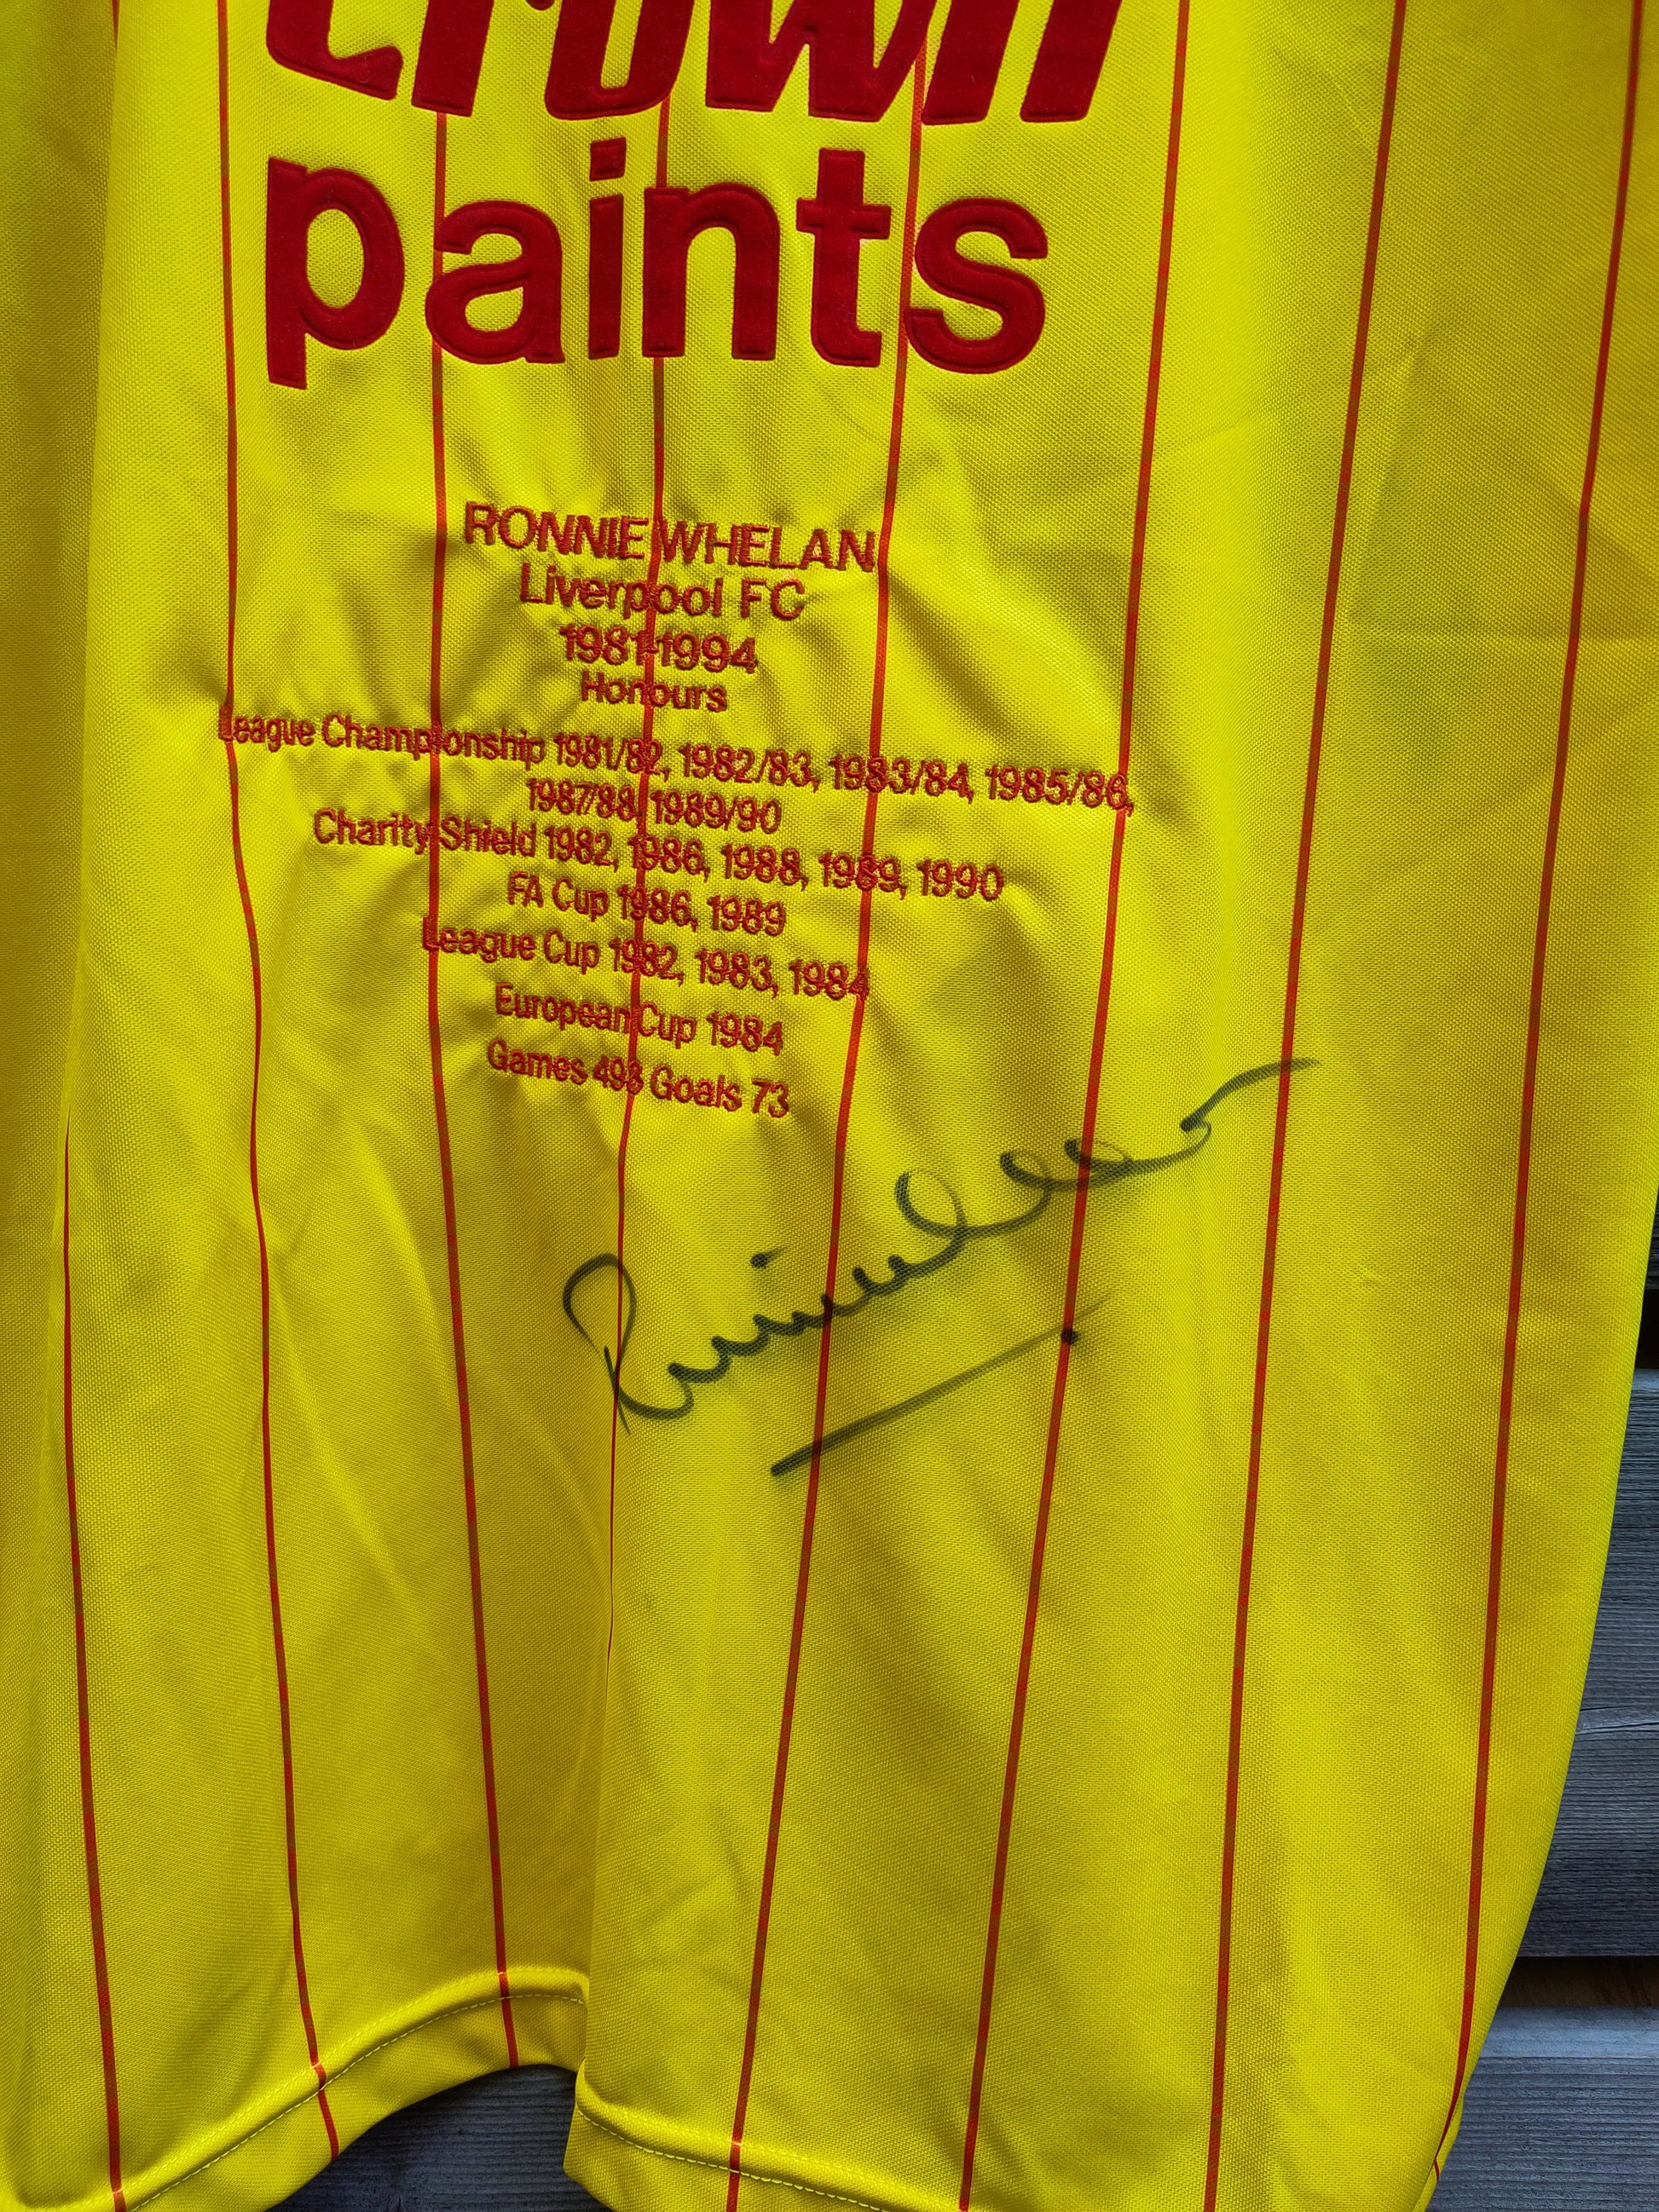 crown
paints
RONNIE WHELAN
Liverpool FC
1981-1994
Honours
League Championship 1981/82, 1982/83, 1983/84, 1985/86,
1987/88, 1989/90
Charity Shield 1982, 1986, 1988, 1989, 1990
FA Cup 1986, 1989
League Cup 1982, 1983, 1984
European Cup 1984
Games 493 Goals 73